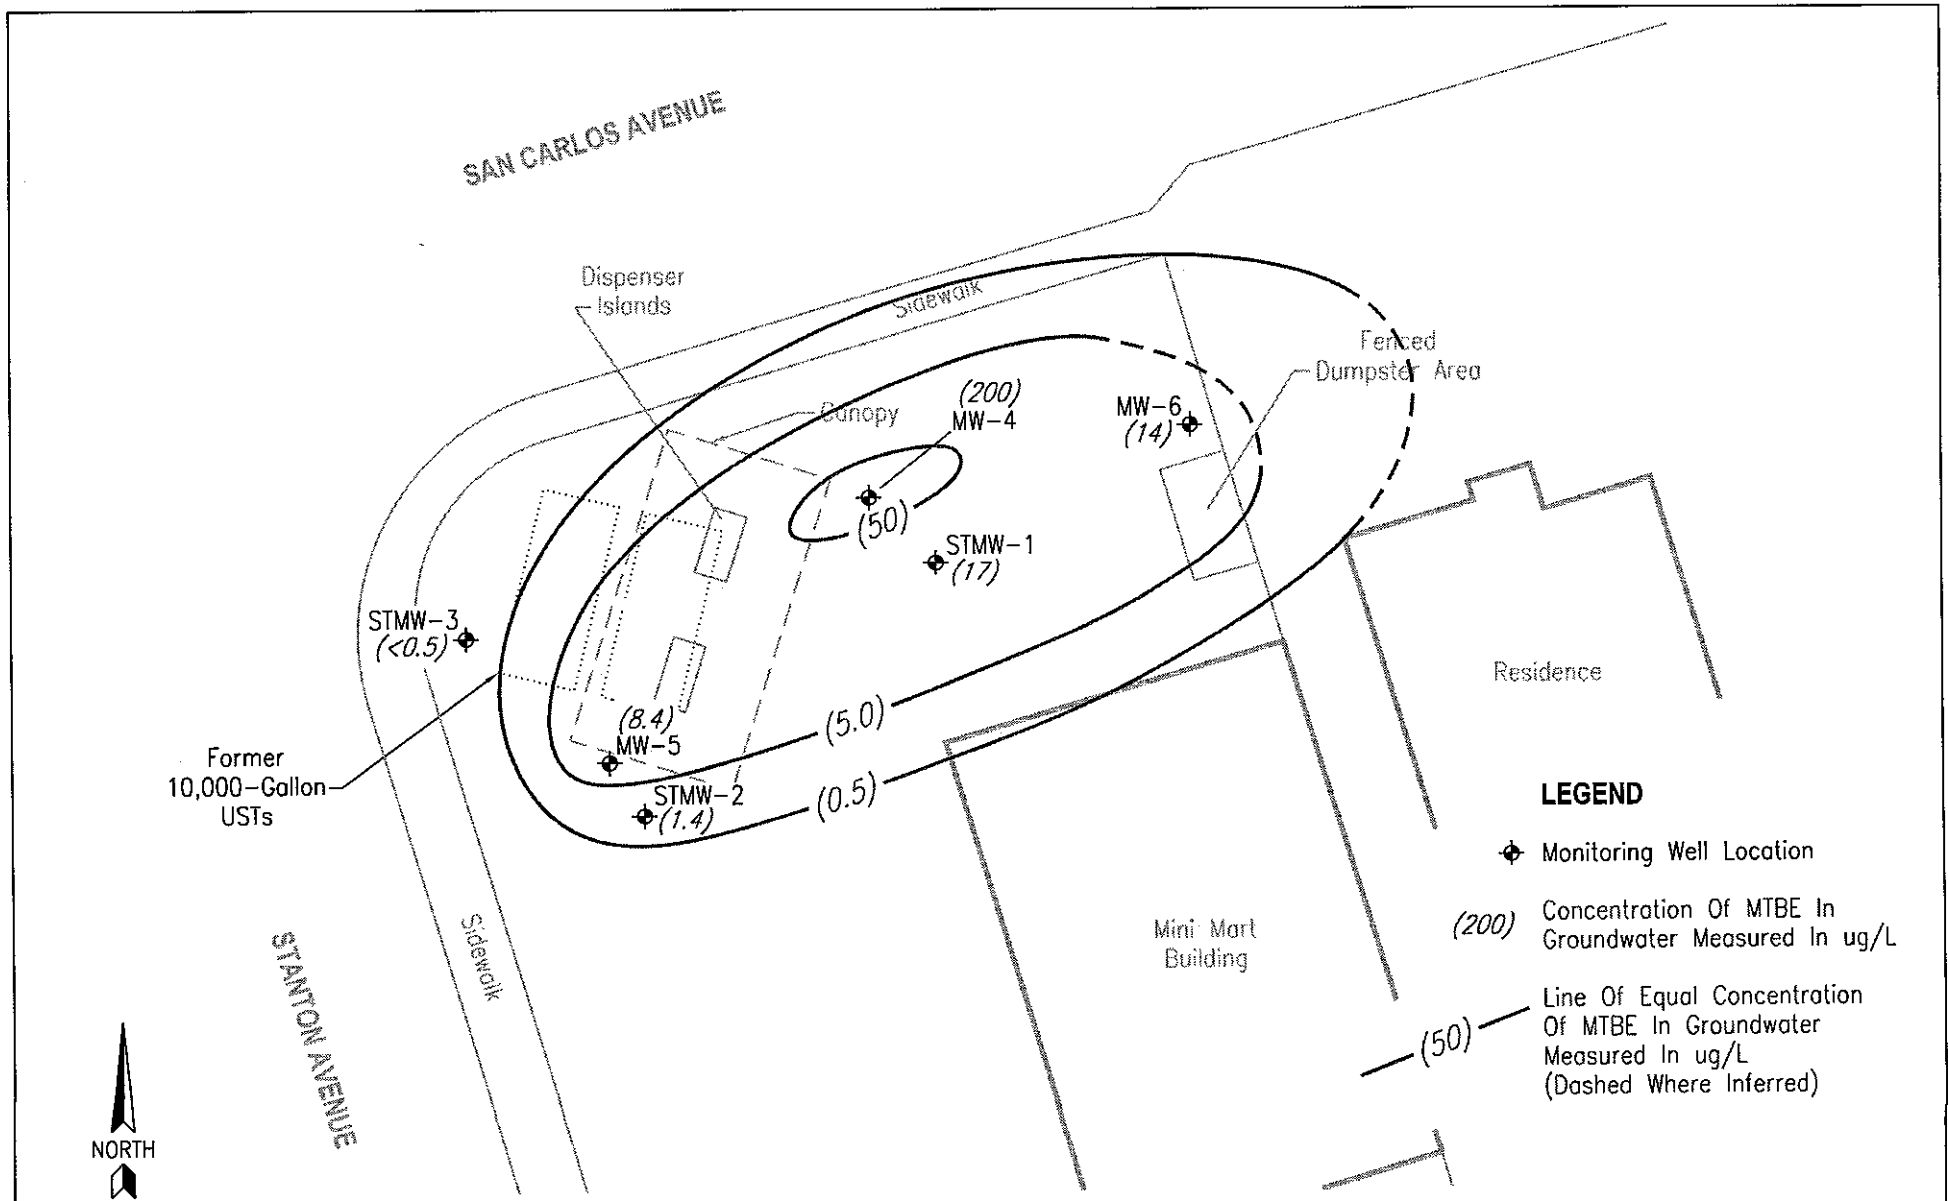 SAN CARLOS AVENUE
Dispenser
Islands
Sidewalk
Fenced
Dumpster Area
(200)
MW-4
Canopy
MW-6
(14)
(50)
STMW-1
(17)
STMW-3
(<0.5)
Residence
(8.4)
MW-5
(5.0)
Former
10,000-Gallon
USTs
STMW-2
(1.4)
(0.5)
LEGEND
Monitoring Well Location
(200)
Concentration Of MTBE In
Groundwater Measured In ug/L
Mini Mart
Building
Sidewalk
STANTON AVENUE
(50)
Line Of Equal Concentration
Of MTBE In Groundwater
Measured In ug/L
(Dashed Where Inferred)
NORTH